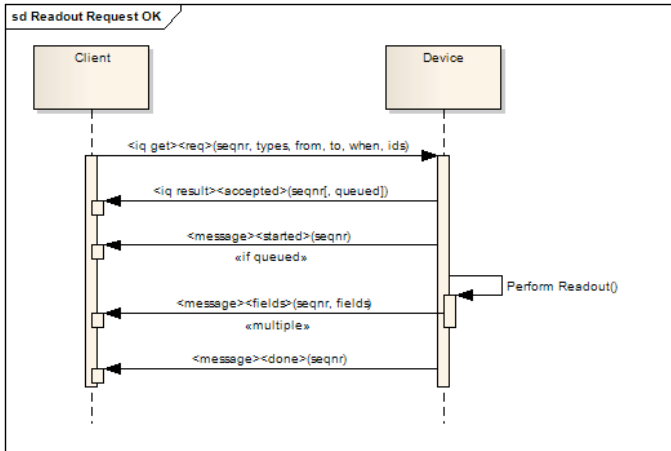 sd Readout Request OK
Client
Device
<iq get><req>(seqnr, types, from, to, when, ids)
<iq result><accepted>(seqnr[, queued])
<message><started>(seqnr)
«if queued»
Perform Readout()
<message><fields>(seqnr, fields)
«multiple»
<message><done>(seqnr)